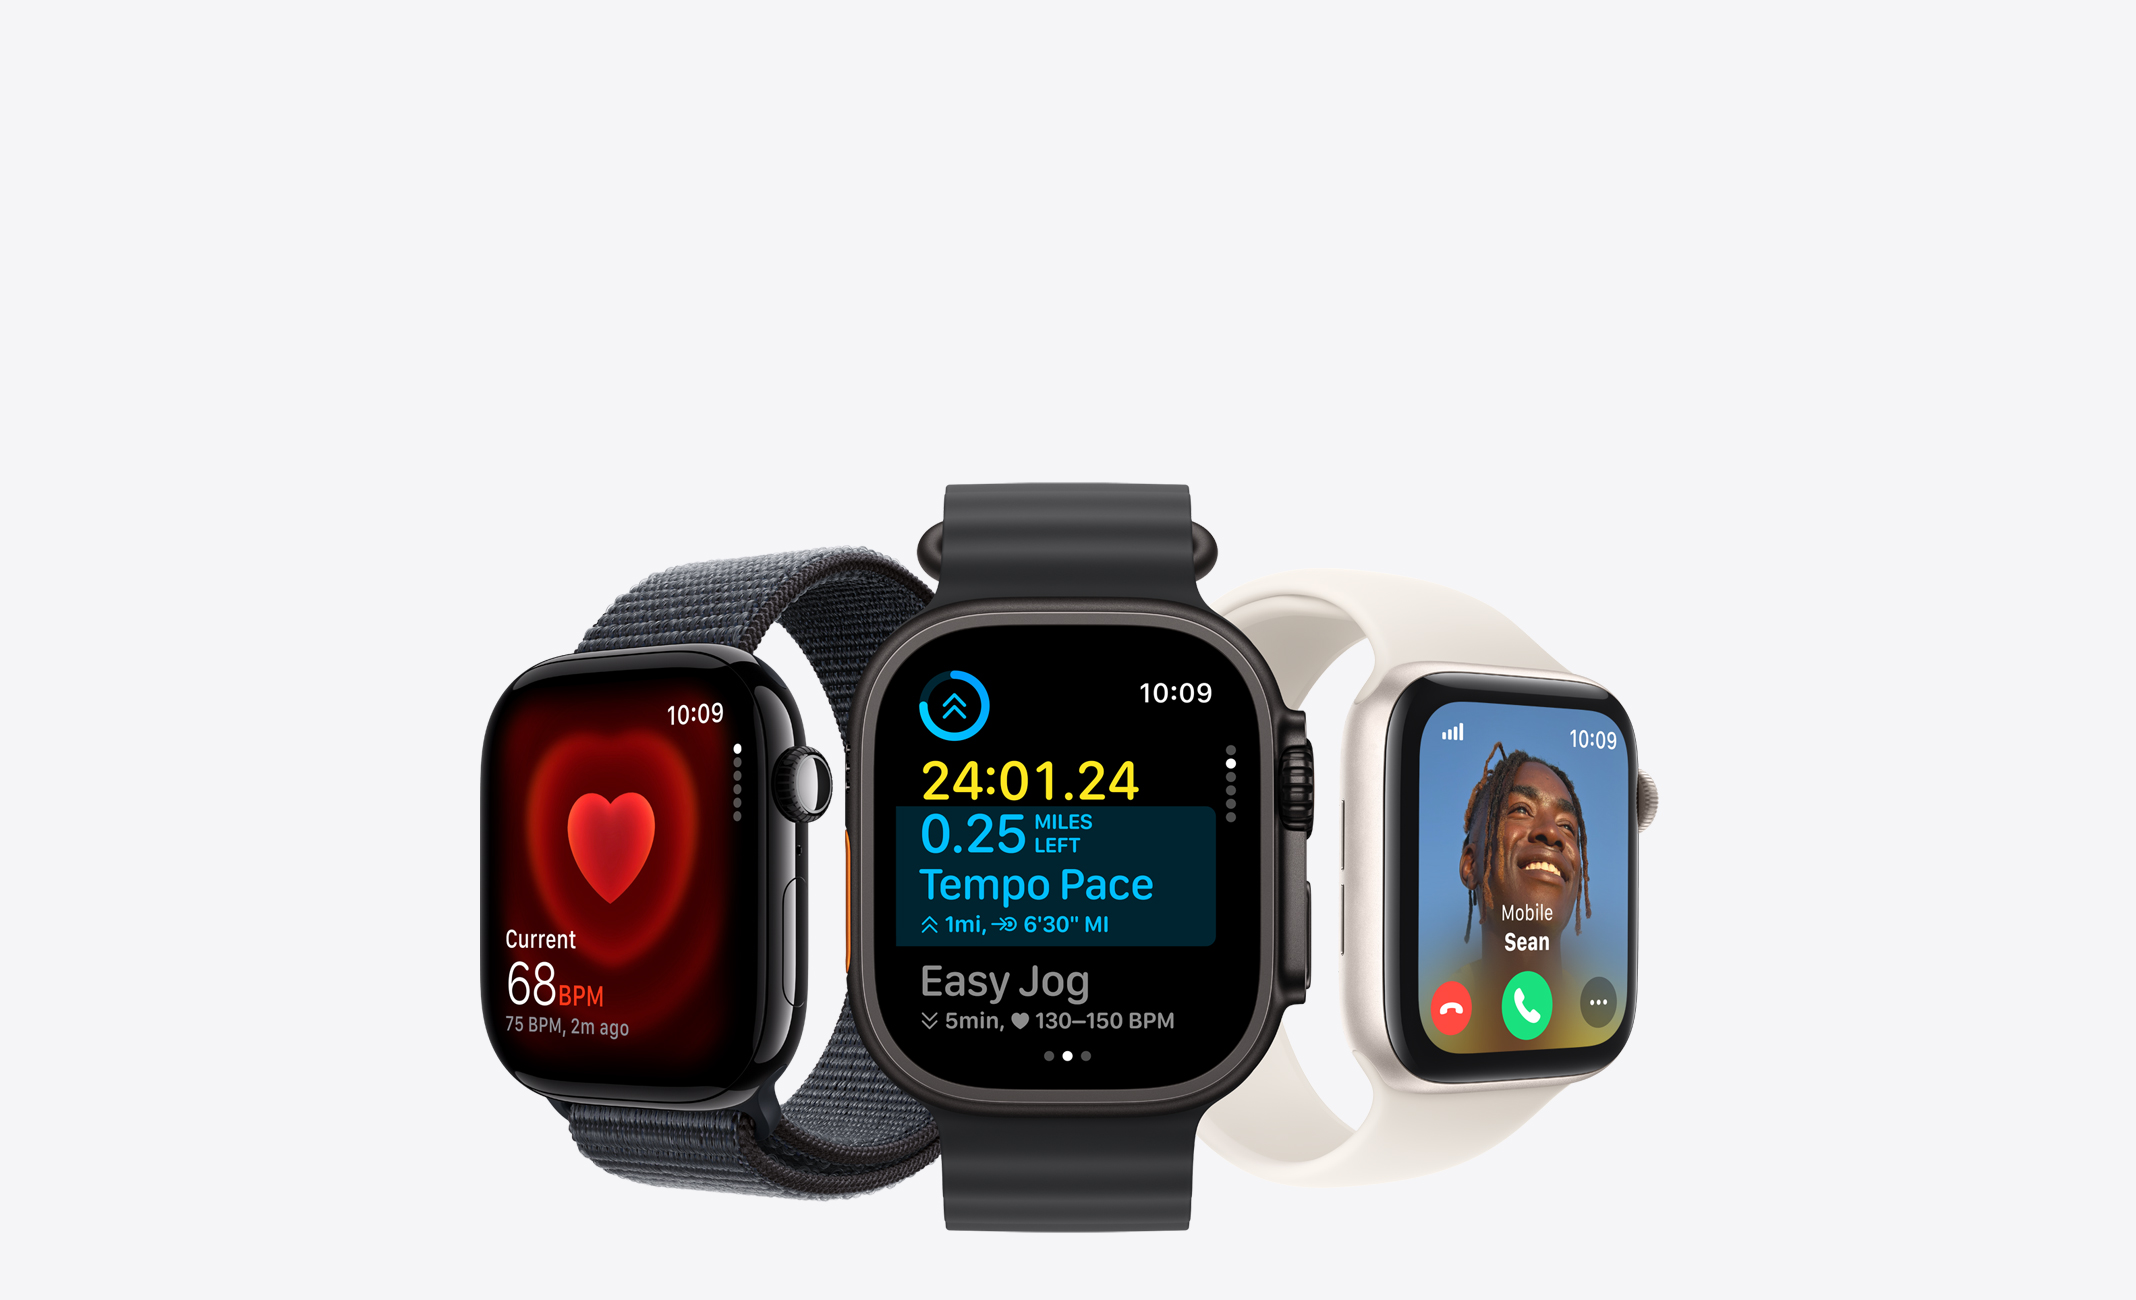 10:09
Current
68BPM
75 BPM, 2m ago
10:09
24:01.24
0.25 MILES LEFT
Tempo Pace
1mi, 6'30" MI
Easy Jog
5min, 130–150 BPM
10:09
Mobile
Sean